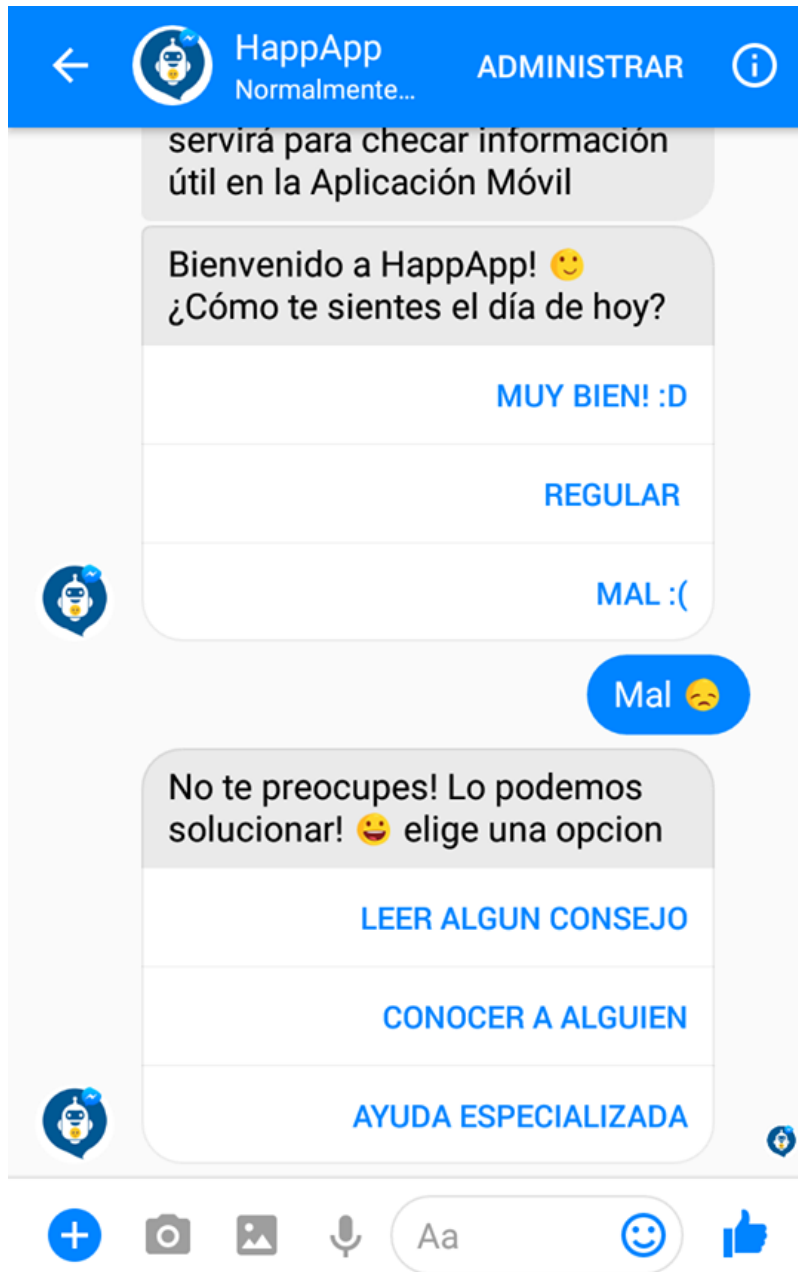 HappApp
Normalmente...
ADMINISTRAR
servirá para checar información
útil en la Aplicación Móvil
Bienvenido a HappApp! 🙂
¿Cómo te sientes el día de hoy?
MUY BIEN! :D
REGULAR
MAL :(
Mal 😞
No te preocupes! Lo podemos
solucionar! 😀 elige una opcion
LEER ALGUN CONSEJO
CONOCER A ALGUIEN
AYUDA ESPECIALIZADA
Aa